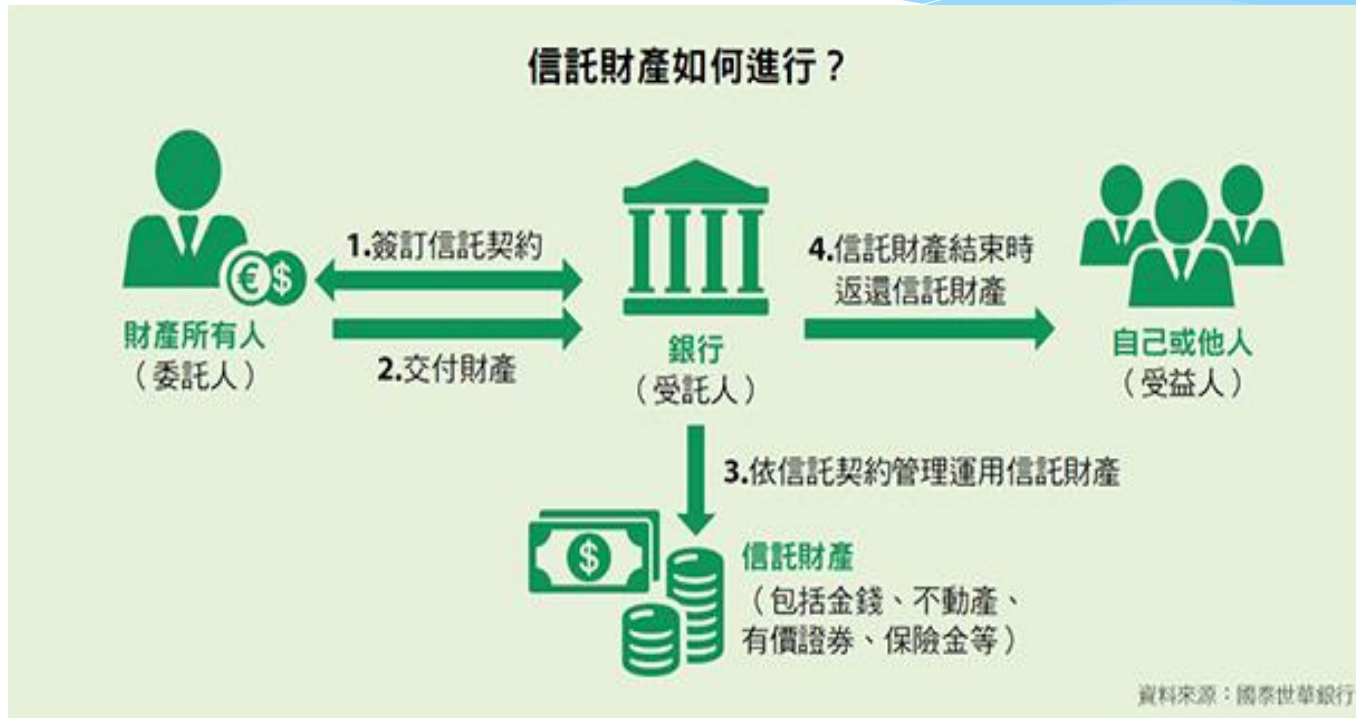 信託財產如何進行？
1.簽訂信託契約
2.交付財產
財產所有人
（委託人）
銀行
（受託人）
4.信託財產結束時
返還信託財產
自己或他人
（受益人）
3.依信託契約管理運用信託財產
信託財產
（包括金錢、不動產、
有價證券、保險金等）
資料來源：國泰世華銀行